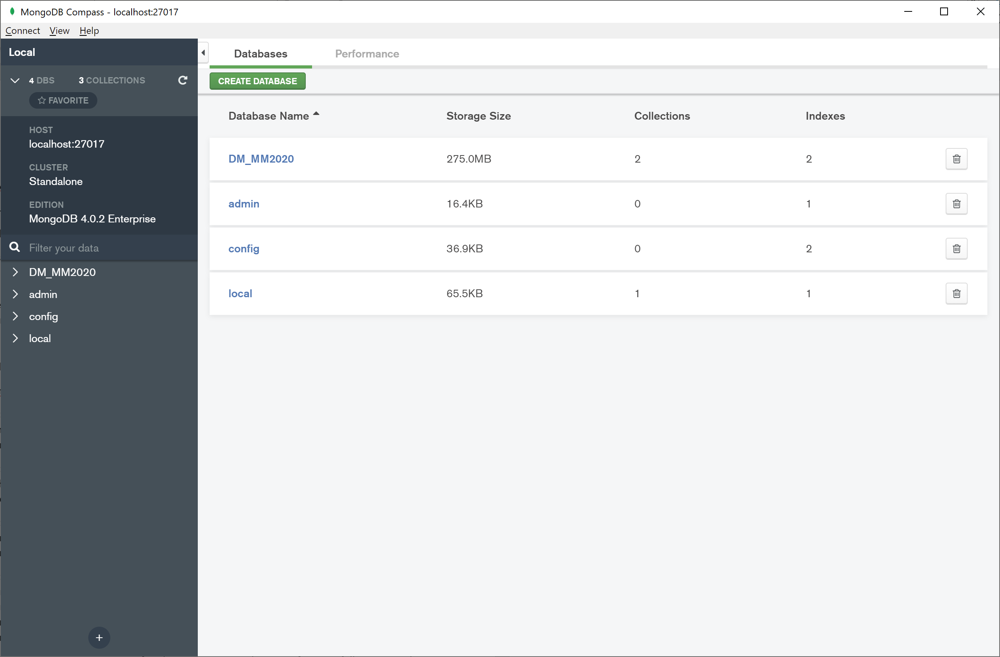 MongoDB Compass - localhost:27017
Connect View Help
Local
4 DBS 3 COLLECTIONS
FAVORITE
HOST
localhost:27017
CLUSTER
Standalone
EDITION
MongoDB 4.0.2 Enterprise
Filter your data
DM_MM2020
admin
config
local
Databases Performance
CREATE DATABASE
Database Name Storage Size Collections Indexes
DM_MM2020 275.0MB 2 2
admin 16.4KB 0 1
config 36.9KB 0 2
local 65.5KB 1 1